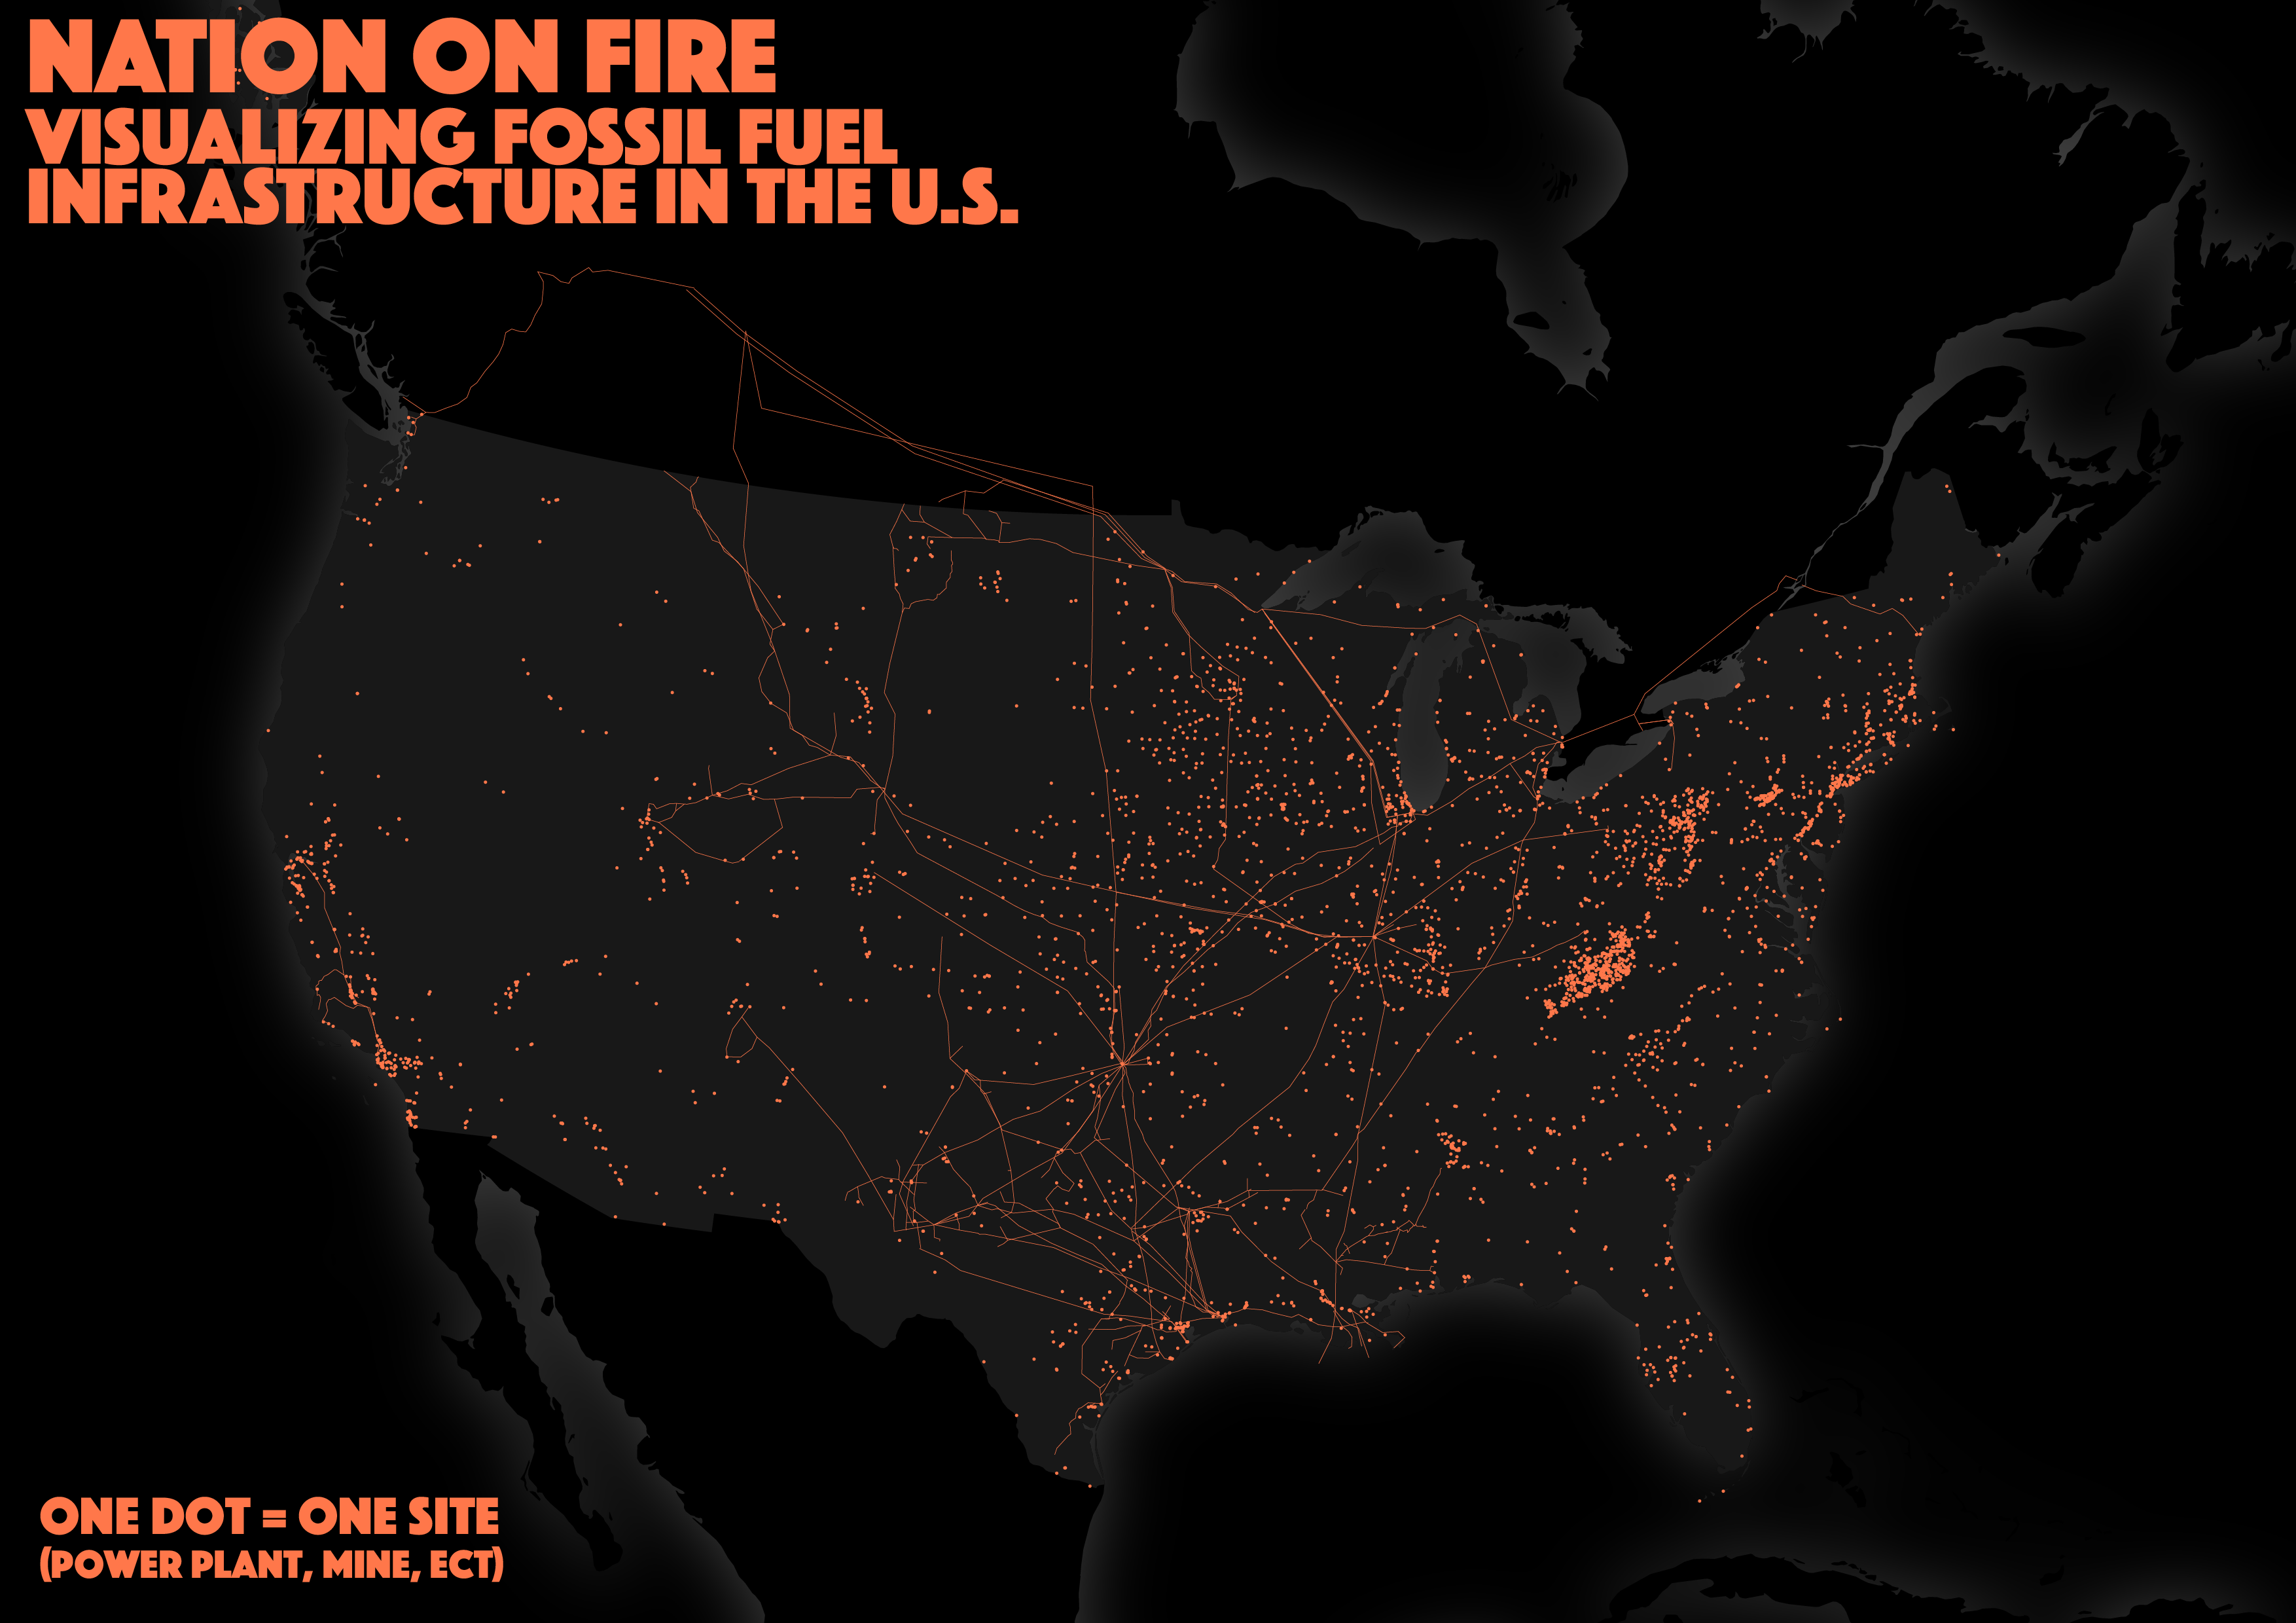 NATION ON FIRE
VISUALIZING FOSSIL FUEL
INFRASTRUCTURE IN THE U.S.
ONE DOT = ONE SITE
(POWER PLANT, MINE, ECT)